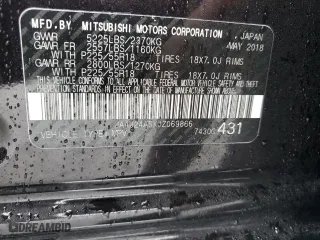 MFD.BY MITSUBISHI MOTORS CORPORATION
JAPAN
GVWR 5225LBS/2370KG MAY 2018
GAWR FR 2557LBS/1160KG
WITH P225/55R18 TIRES, 18X7.0J RIMS
GAWR RR 2800LBS/1270KG
WITH P225/55R18 TIRES, 18X7.0J RIMS
VEHICLE TYPE: MPV 74300 431